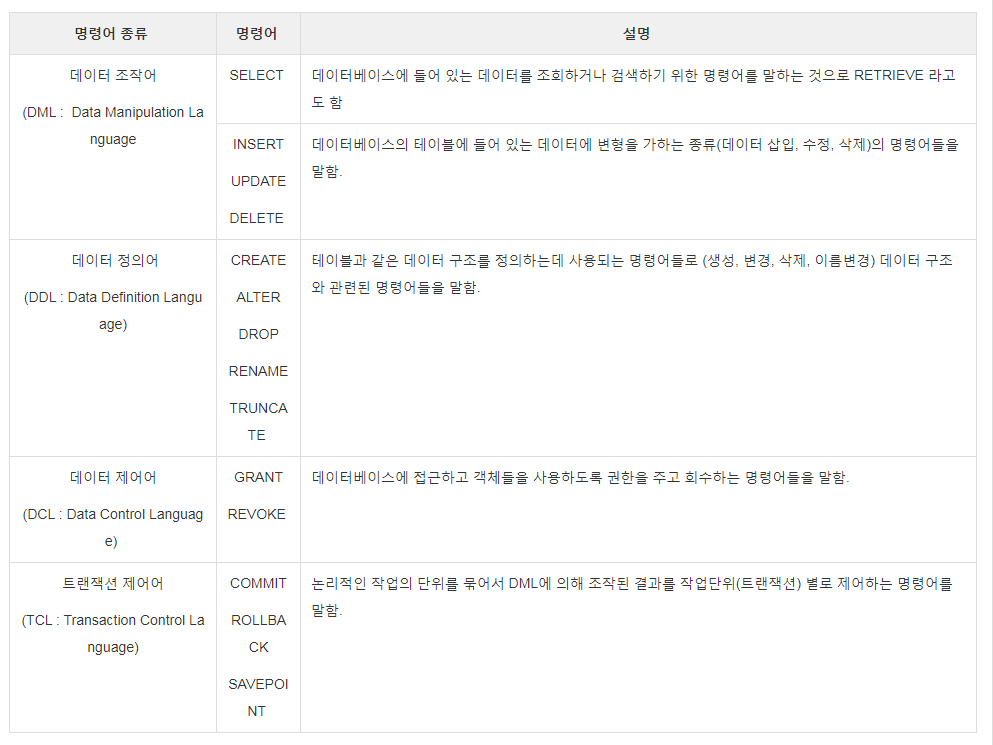 명령어 종류 명령어 설명
데이터 조작어
(DML :  Data Manipulation La
nguage
SELECT
데이터베이스에 들어 있는 데이터를 조회하거나 검색하기 위한 명령어를 말하는 것으로 RETRIEVE 라고
도 함
INSERT
UPDATE
DELETE
데이터베이스의 테이블에 들어 있는 데이터에 변형을 가하는 종류(데이터 삽입, 수정, 삭제)의 명령어들을
말함.
데이터 정의어
(DDL : Data Definition Langu
age)
CREATE
ALTER
DROP
RENAME
TRUNCA
TE
테이블과 같은 데이터 구조를 정의하는데 사용되는 명령어들로 (생성, 변경, 삭제, 이름변경) 데이터 구조
와 관련된 명령어들을 말함.
데이터 제어어
(DCL : Data Control Languag
e)
GRANT
REVOKE
데이터베이스에 접근하고 객체들을 사용하도록 권한을 주고 회수하는 명령어들을 말함.
트랜잭션 제어어
(TCL : Transaction Control La
nguage)
COMMIT
ROLLBA
CK
SAVEPOI
NT
논리적인 작업의 단위를 묶어서 DML에 의해 조작된 결과를 작업단위(트랜잭션) 별로 제어하는 명령어를
말함.